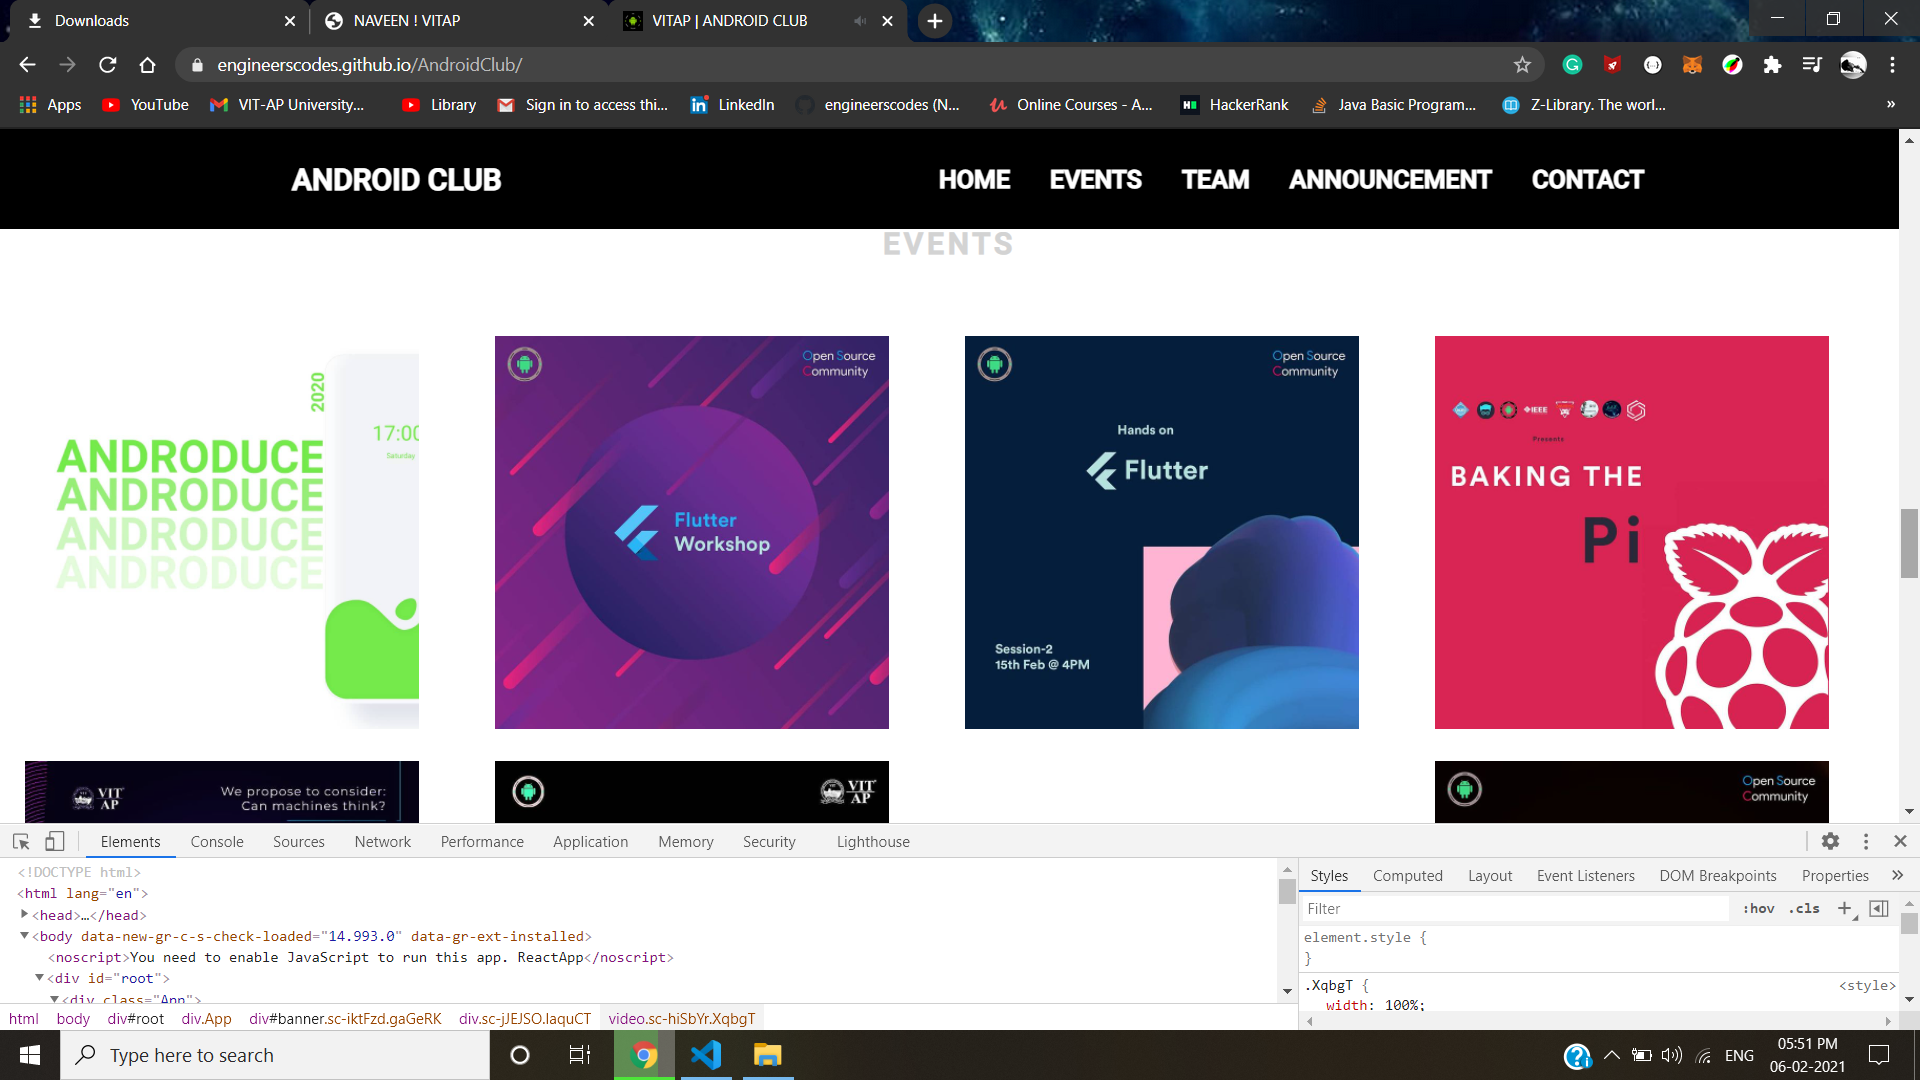 Downloads
NAVEEN ! VITAP
VITAP | ANDROID CLUB
engineerscodes.github.io/AndroidClub/
Apps
YouTube
VIT-AP University...
Library
Sign in to access thi...
LinkedIn
engineerscodes (N...
Online Courses - A...
HackerRank
Java Basic Program...
Z-Library. The worl...
»
ANDROID CLUB
HOME
EVENTS
TEAM
ANNOUNCEMENT
CONTACT
EVENTS
2020
17:00
Saturday
ANDRODUCE
ANDRODUCE
ANDRODUCE
ANDRODUCE
Open Source
Community
Flutter
Workshop
Open Source
Community
Hands on
Flutter
Session-2
15th Feb @ 4PM
IEEE
Presents
BAKING THE
Pi
VIT
AP
We propose to consider:
Can machines think?
VIT
AP
Open Source
Community
Elements
Console
Sources
Network
Performance
Application
Memory
Security
Lighthouse
<!DOCTYPE html>
<html lang="en">
<head>…</head>
<body data-new-gr-c-s-check-loaded="14.993.0" data-gr-ext-installed>
<noscript>You need to enable JavaScript to run this app. ReactApp</noscript>
<div id="root">
<div class="App">
html
body
div#root
div.App
div#banner.sc-iktFzd.gaGeRK
div.sc-jJEJSO.laquCT
video.sc-hiSbYr.XqbgT
Styles
Computed
Layout
Event Listeners
DOM Breakpoints
Properties
»
Filter
:hov
.cls
element.style {
}
.XqbgT {
<style>
width: 100%;
Type here to search
ENG
05:51 PM
06-02-2021